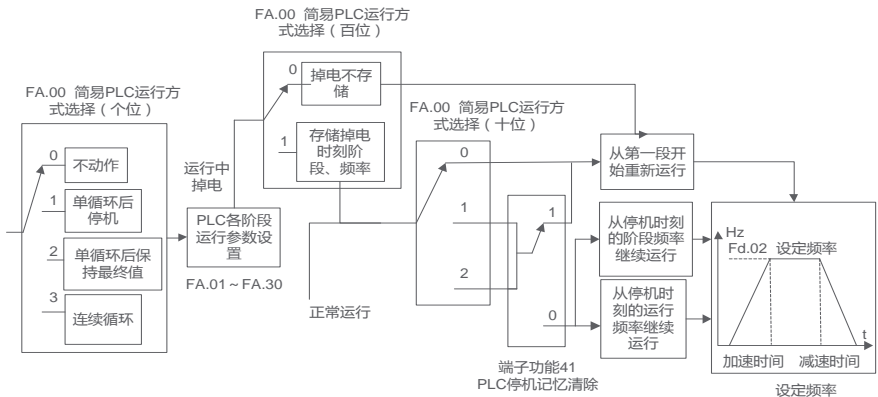 FA.00 简易PLC运行方
式选择（百位）
0
掉电不存
储
1
存储掉电
时刻阶
段、频率
FA.00 简易PLC运行方
式选择（个位）
0
不动作
1
单循环后
停机
2
单循环后保
持最终值
3
连续循环
运行中
掉电
PLC各阶段
运行参数设
置
FA.01～FA.30
正常运行
FA.00 简易PLC运行方
式选择（十位）
0
1
2
1
0
端子功能41
PLC停机记忆清除
从第一段开
始重新运行
从停机时刻
的阶段频率
继续运行
从停机时
刻的运行
频率继续
运行
Hz
Fd.02 设定频率
t
加速时间 减速时间
设定频率